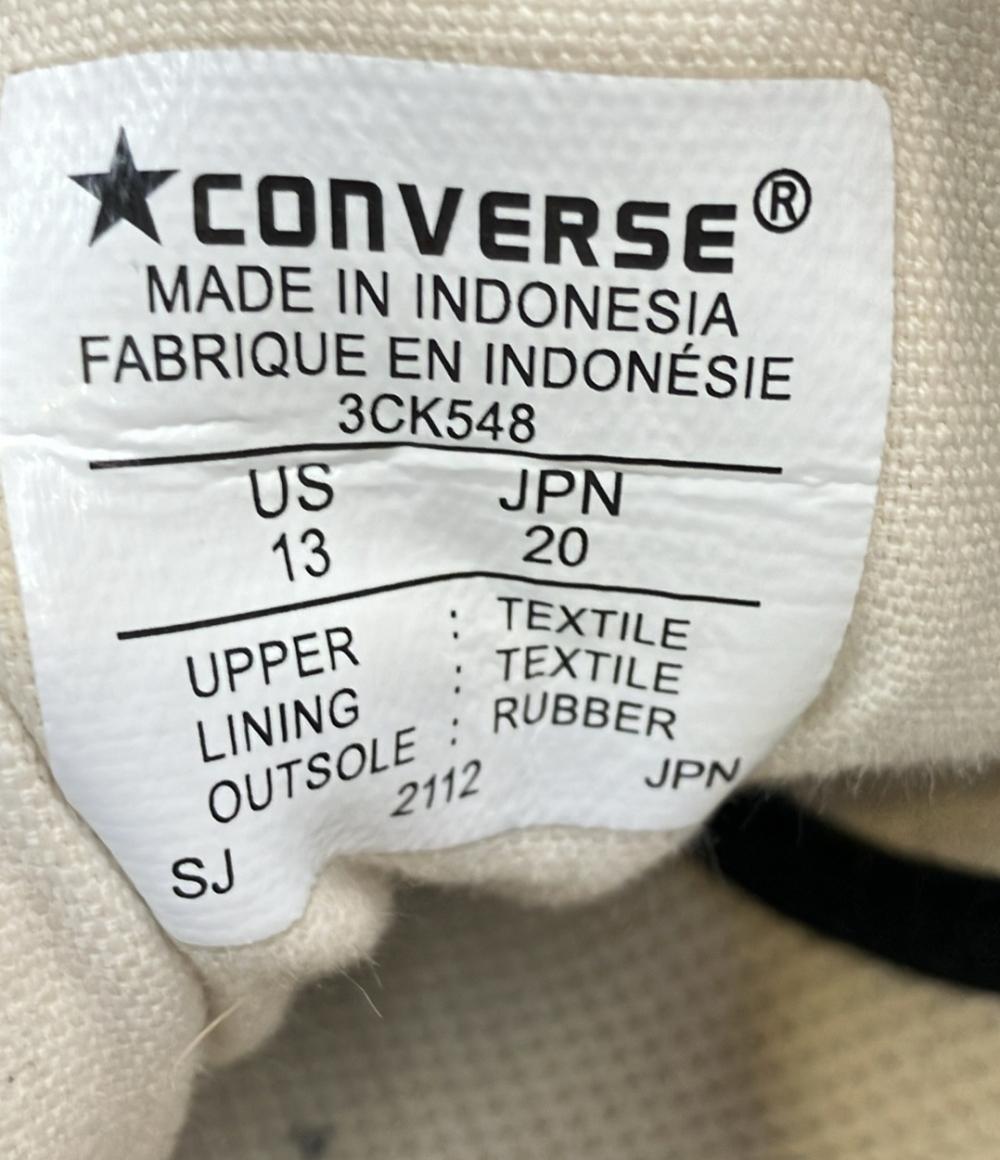 ★CONVERSE®
MADE IN INDONESIA
FABRIQUE EN INDONÉSIE
3CK548
US JPN
13 20
UPPER : TEXTILE
LINING : TEXTILE
OUTSOLE : RUBBER
2112 JPN
SJ